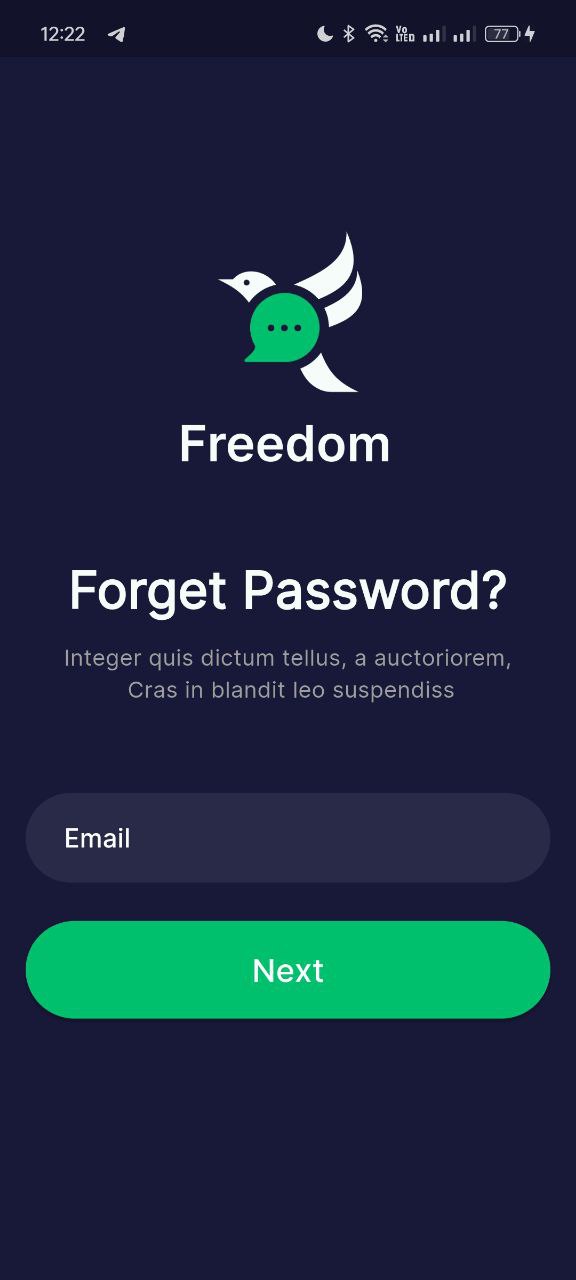 12:22
Vo
LTE D
77
Freedom
Forget Password?
Integer quis dictum tellus, a auctoriorem,
Cras in blandit leo suspendiss
Email
Next